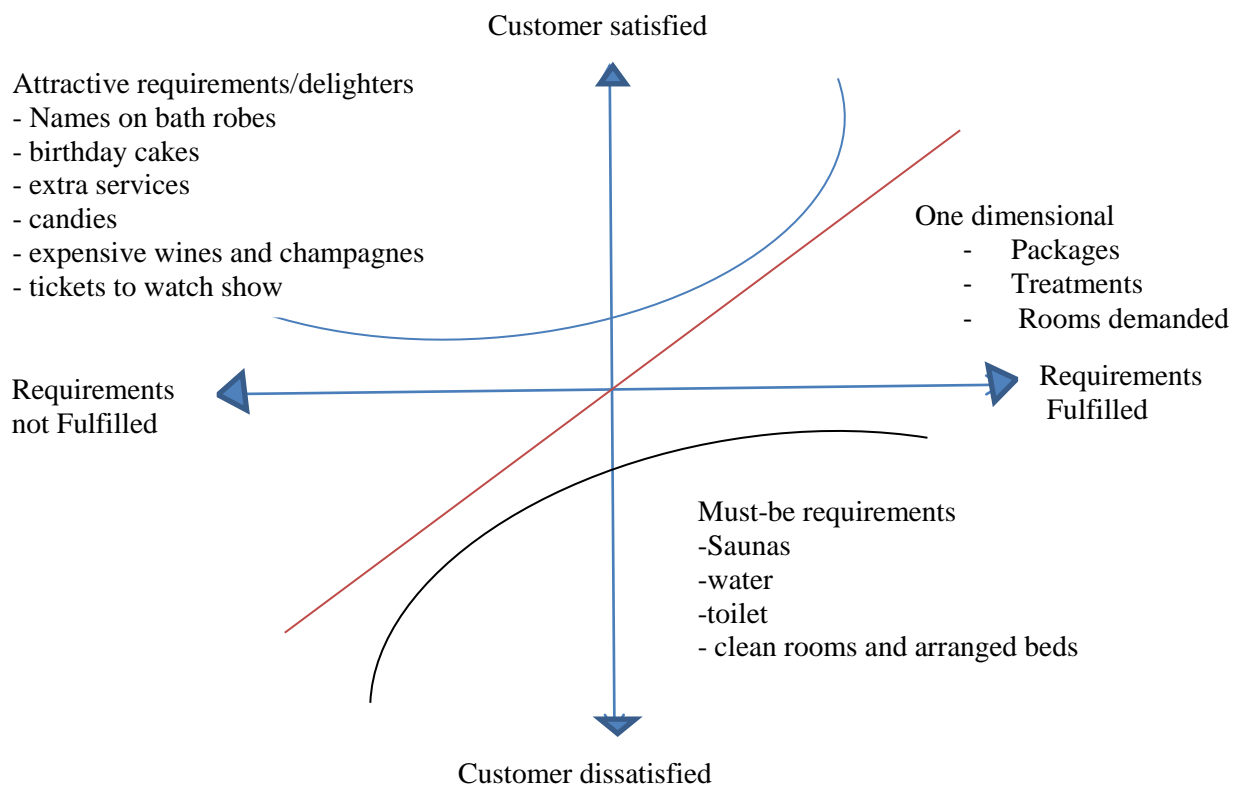 Customer satisfied
Attractive requirements/delighters
- Names on bath robes
- birthday cakes
- extra services
- candies
- expensive wines and champagnes
- tickets to watch show
One dimensional
- Packages
- Treatments
- Rooms demanded
Requirements
not Fulfilled
Requirements
Fulfilled
Must-be requirements
-Saunas
-water
-toilet
- clean rooms and arranged beds
Customer dissatisfied